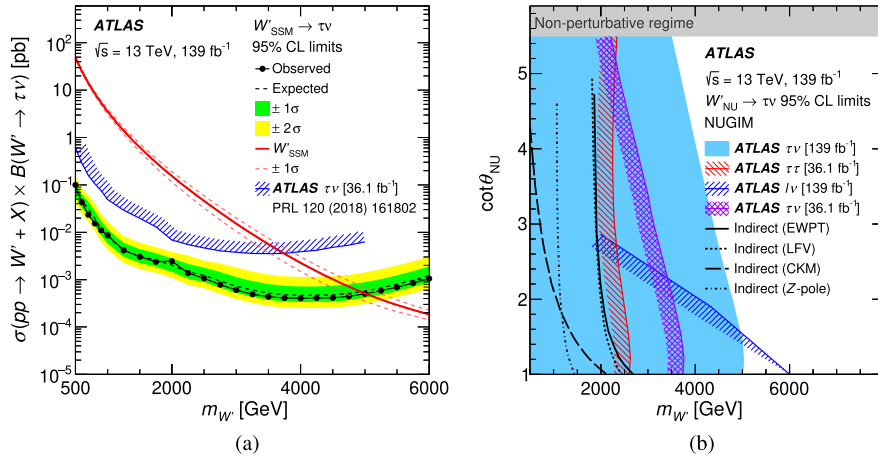 ATLAS
√s = 13 TeV, 139 fb⁻¹
W'SSM → τν
95% CL limits
Observed
Expected
± 1σ
± 2σ
W'SSM
± 1σ
ATLAS τν [36.1 fb⁻¹]
PRL 120 (2018) 161802
σ(pp → W' + X) × B(W' → τν) [pb]
10²
10
1
10⁻¹
10⁻²
10⁻³
10⁻⁴
10⁻⁵
500
2000
4000
6000
mW' [GeV]
(a)
Non-perturbative regime
ATLAS
√s = 13 TeV, 139 fb⁻¹
W'NU → τν 95% CL limits
NUGIM
ATLAS τν [139 fb⁻¹]
ATLAS ττ [36.1 fb⁻¹]
ATLAS lν [139 fb⁻¹]
ATLAS τν [36.1 fb⁻¹]
Indirect (EWPT)
Indirect (LFV)
Indirect (CKM)
Indirect (Z-pole)
cotθNU
5
4
3
2
1
2000
4000
6000
8000
mW' [GeV]
(b)